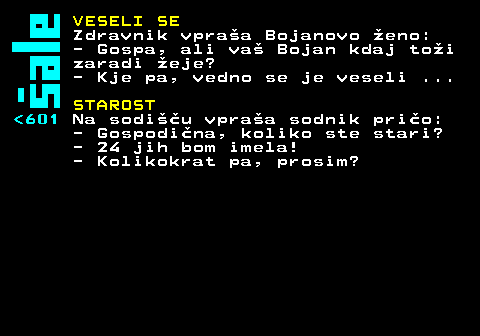 šale
<601
VESELI SE
Zdravnik vpraša Bojanovo ženo:
- Gospa, ali vaš Bojan kdaj toži
zaradi žeje?
- Kje pa, vedno se je veseli ...
STAROST
Na sodišču vpraša sodnik pričo:
- Gospodična, koliko ste stari?
- 24 jih bom imela!
- Kolikokrat pa, prosim?